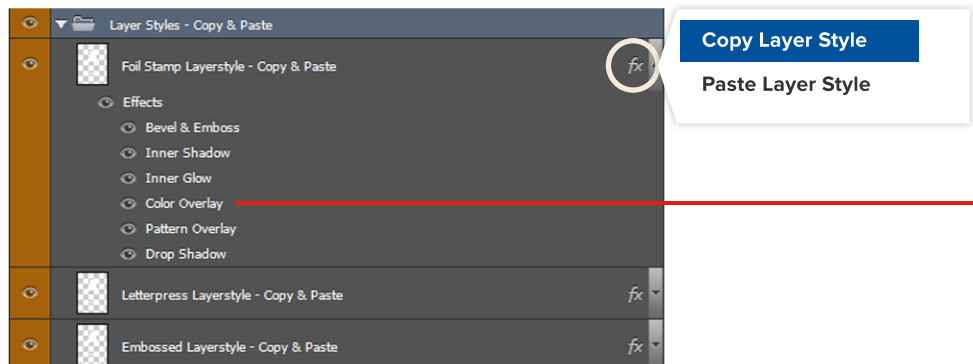 Layer Styles - Copy & Paste
Copy Layer Style
Foil Stamp Layerstyle - Copy & Paste fx
Paste Layer Style
Effects
Bevel & Emboss
Inner Shadow
Inner Glow
Color Overlay
Pattern Overlay
Drop Shadow
Letterpress Layerstyle - Copy & Paste fx
Embossed Layerstyle - Copy & Paste fx